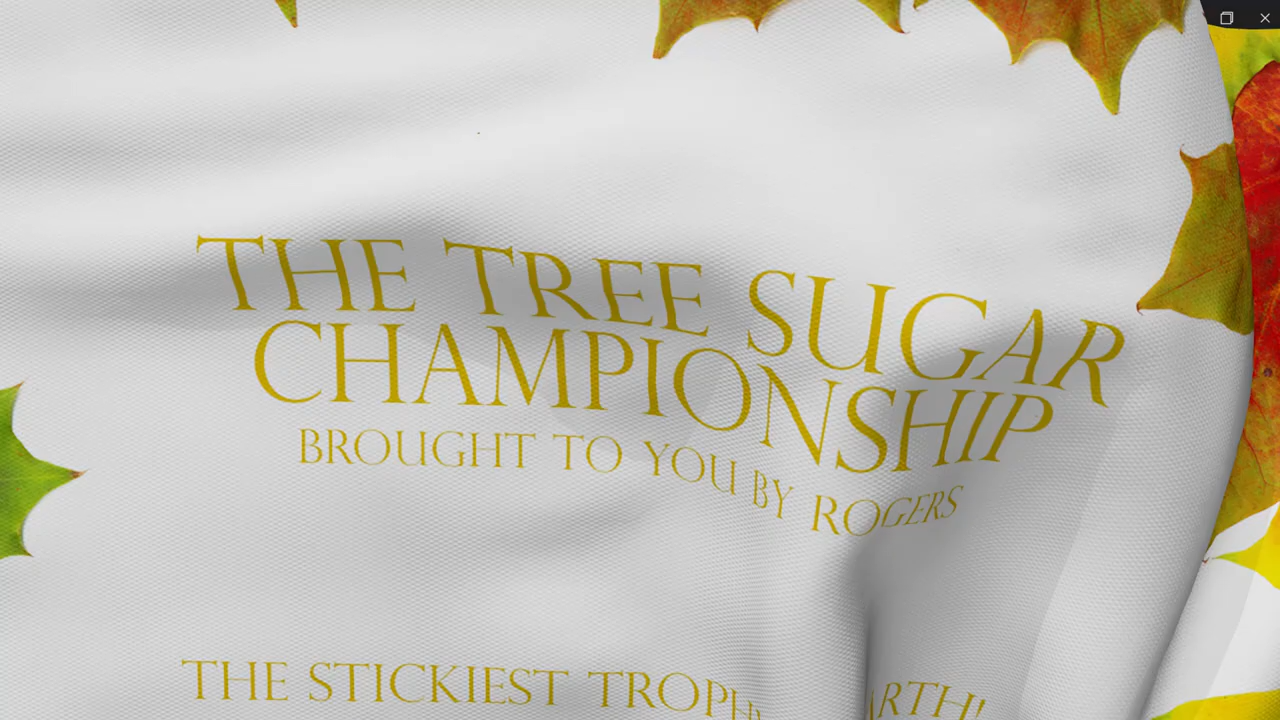 THE TREE SUGAR
CHAMPIONSHIP
BROUGHT TO YOU BY ROGERS
THE STICKIEST